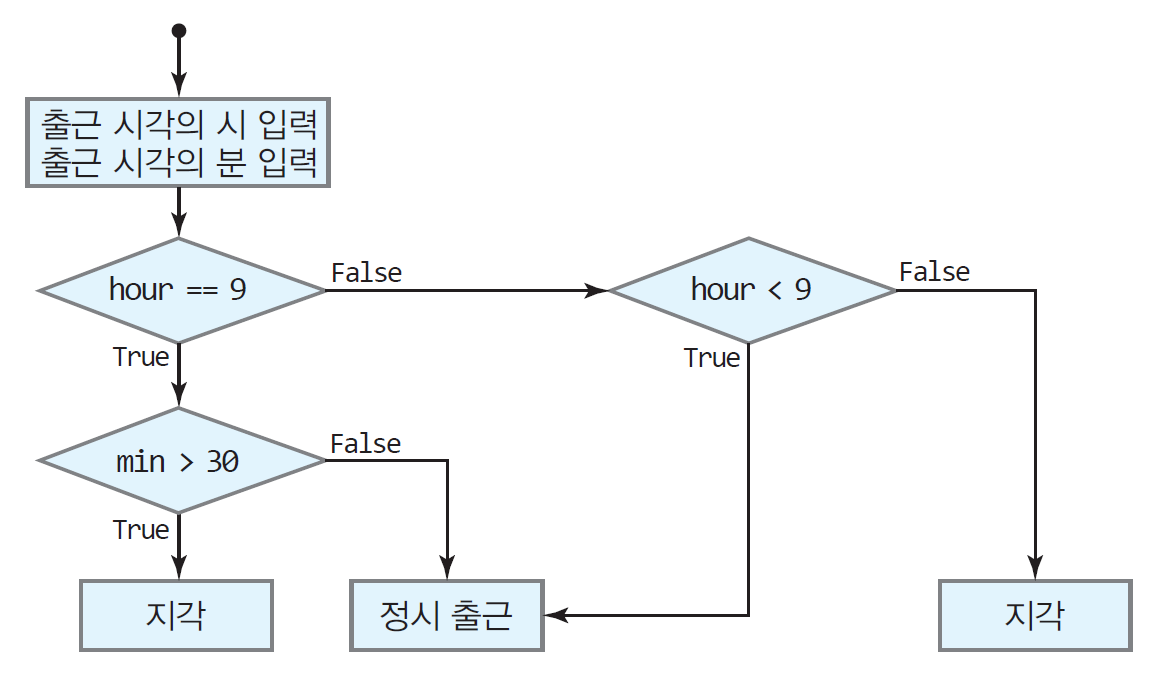 출근 시각의 시 입력
출근 시각의 분 입력
hour == 9
False
hour < 9
False
True
True
min > 30
False
True
지각
정시 출근
지각